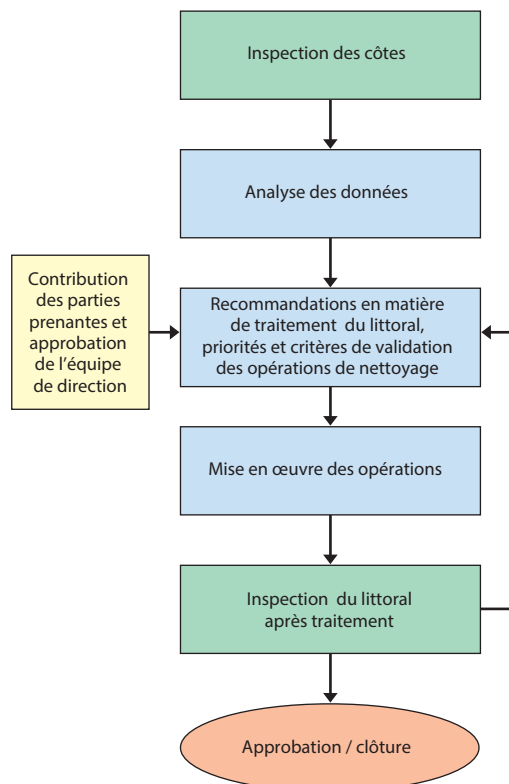 Inspection des côtes
Analyse des données
Contribution
des parties
prenantes et
approbation
de l’équipe
de direction
Recommandations en matière
de traitement du littoral,
priorités et critères de validation
des opérations de nettoyage
Mise en œuvre des opérations
Inspection du littoral
après traitement
Approbation / clôture